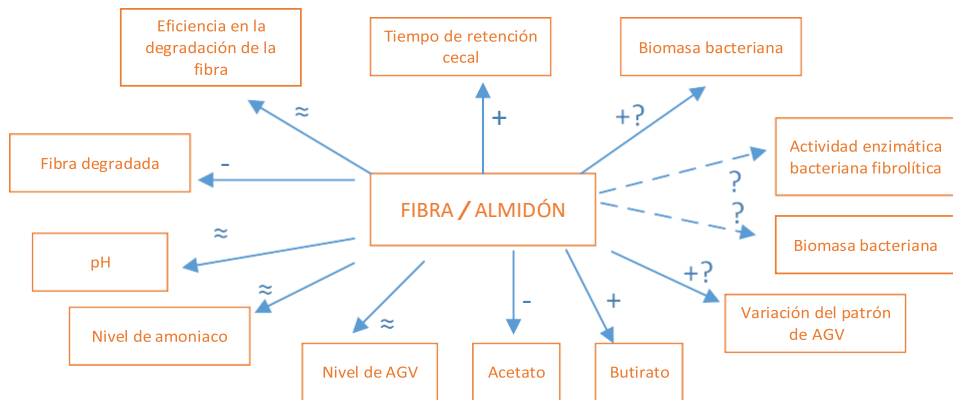 Eficiencia en la
degradación de la
fibra
≈
Tiempo de retención
cecal
+
Biomasa bacteriana
+?
Actividad enzimática
bacteriana fibrolítica
?
Fibra degradada
-
FIBRA / ALMIDÓN
?
Biomasa bacteriana
pH
≈
Nivel de amoniaco
≈
Nivel de AGV
≈
Acetato
-
Butirato
+
Variación del patrón
de AGV
+?